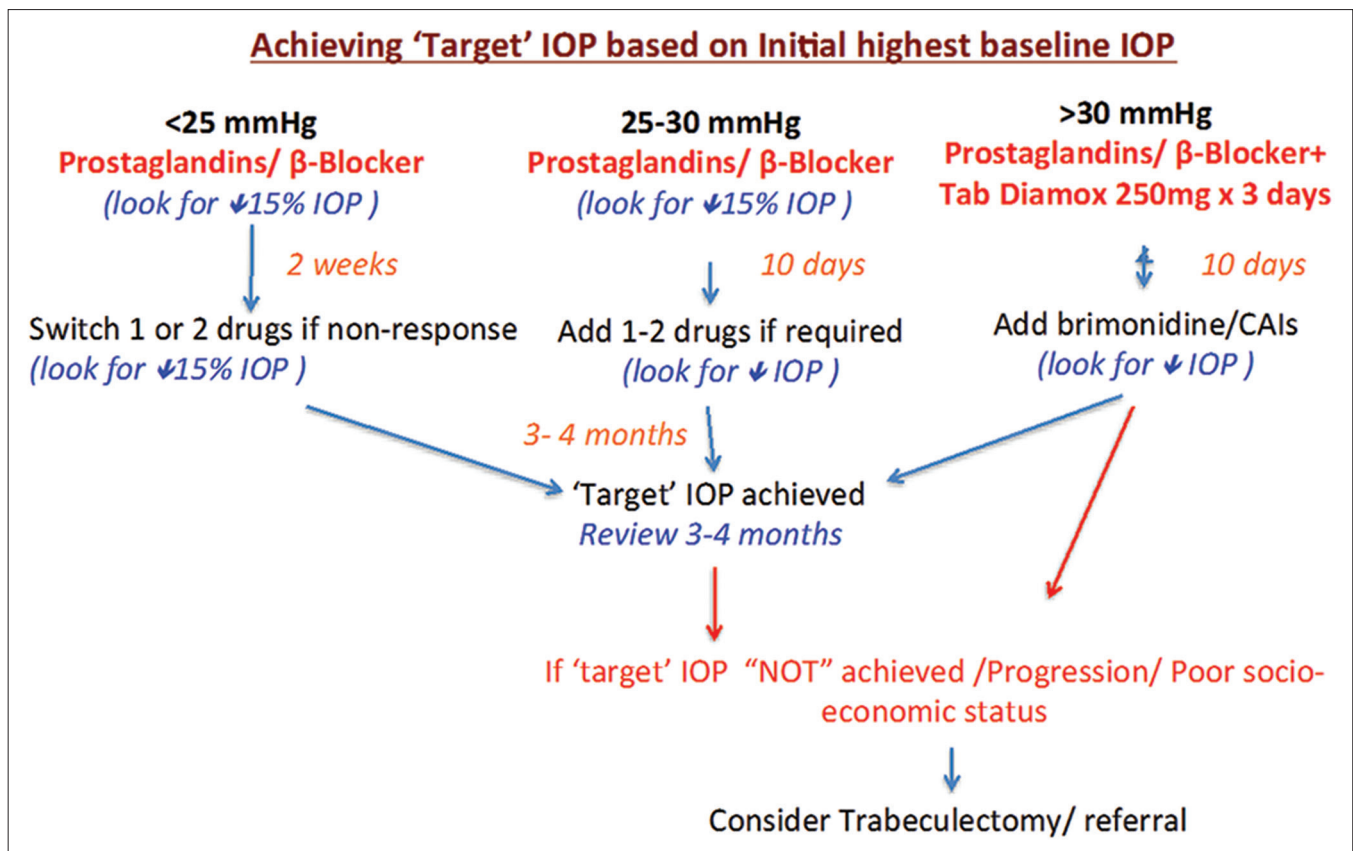 Achieving ‘Target’ IOP based on Initial highest baseline IOP
<25 mmHg
Prostaglandins/ β-Blocker
(look for ↓15% IOP )
2 weeks
Switch 1 or 2 drugs if non-response
(look for ↓15% IOP )
25-30 mmHg
Prostaglandins/ β-Blocker
(look for ↓15% IOP )
10 days
Add 1-2 drugs if required
(look for ↓ IOP )
3- 4 months
>30 mmHg
Prostaglandins/ β-Blocker+
Tab Diamox 250mg x 3 days
10 days
Add brimonidine/CAIs
(look for ↓ IOP )
‘Target’ IOP achieved
Review 3-4 months
If ‘target’ IOP “NOT” achieved /Progression/ Poor socio-
economic status
Consider Trabeculectomy/ referral